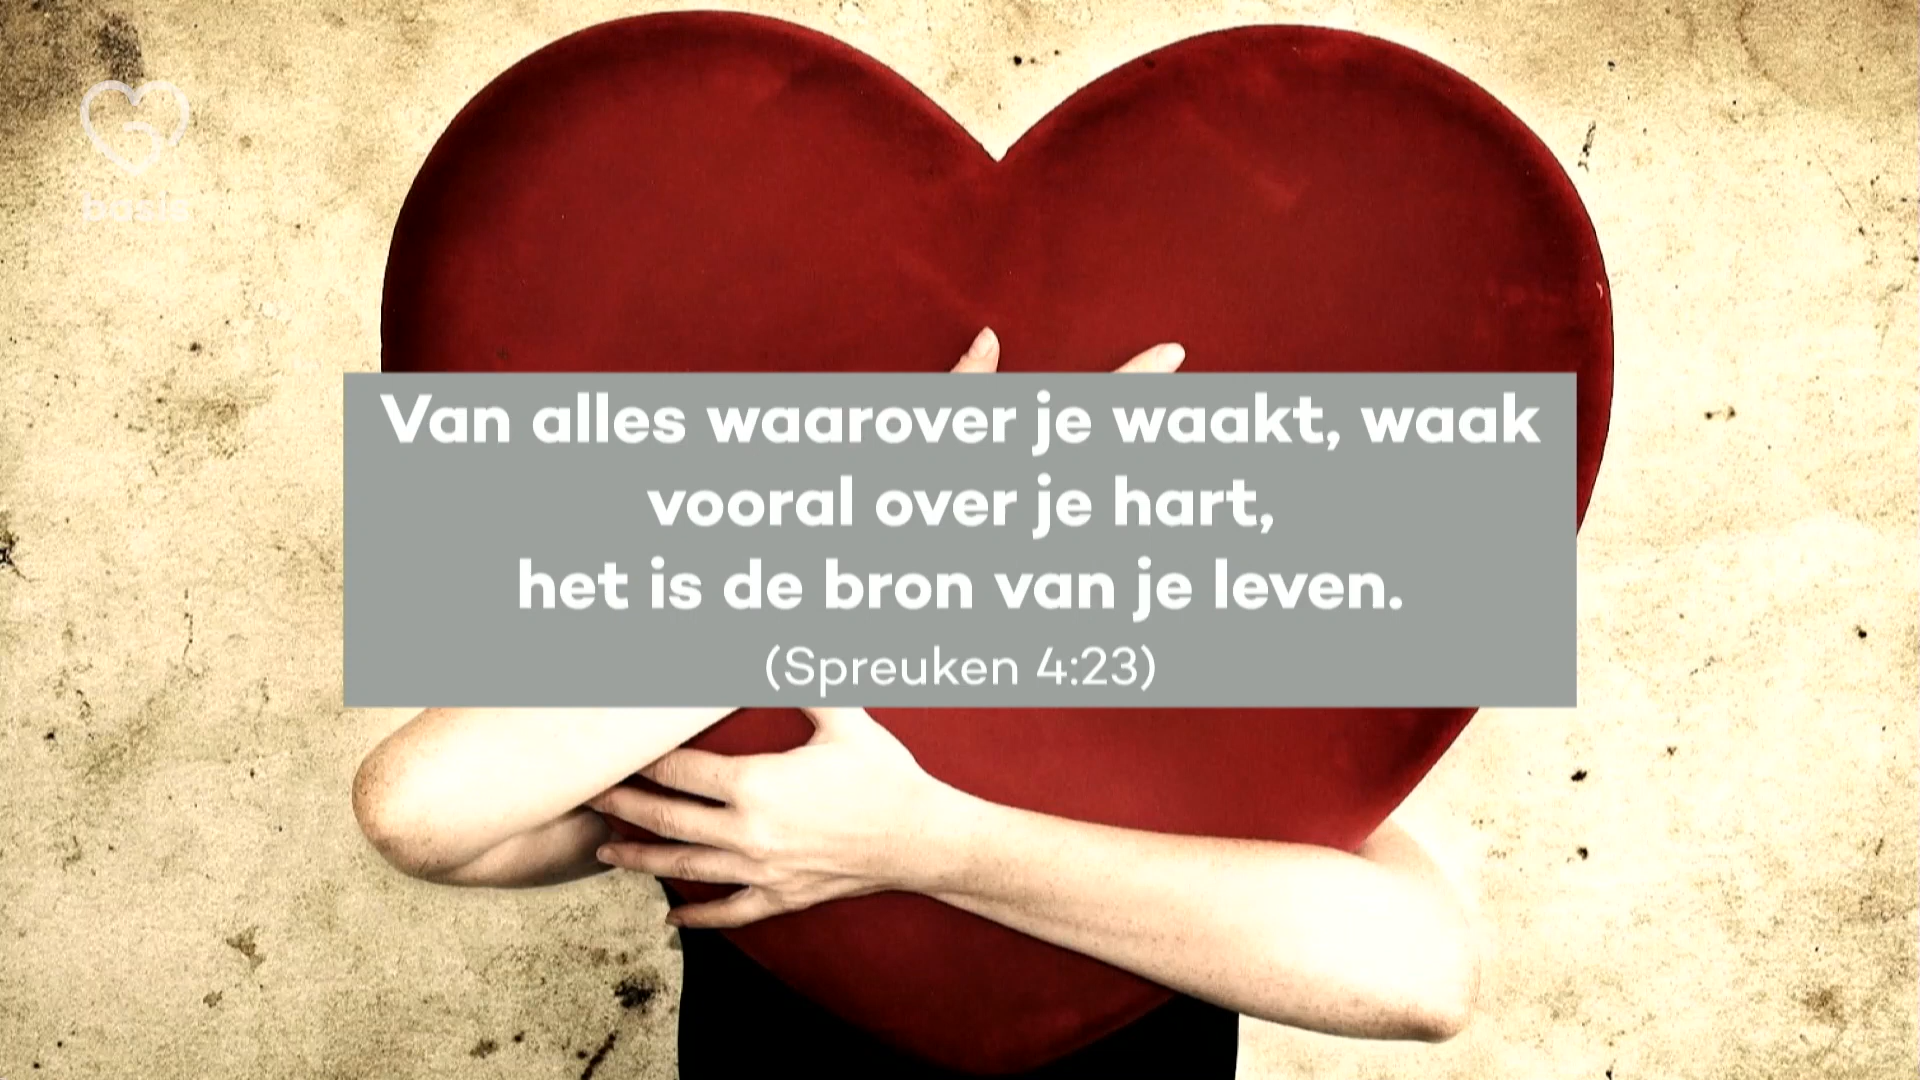 basis
Van alles waarover je waakt, waak
vooral over je hart,
het is de bron van je leven.
(Spreuken 4:23)